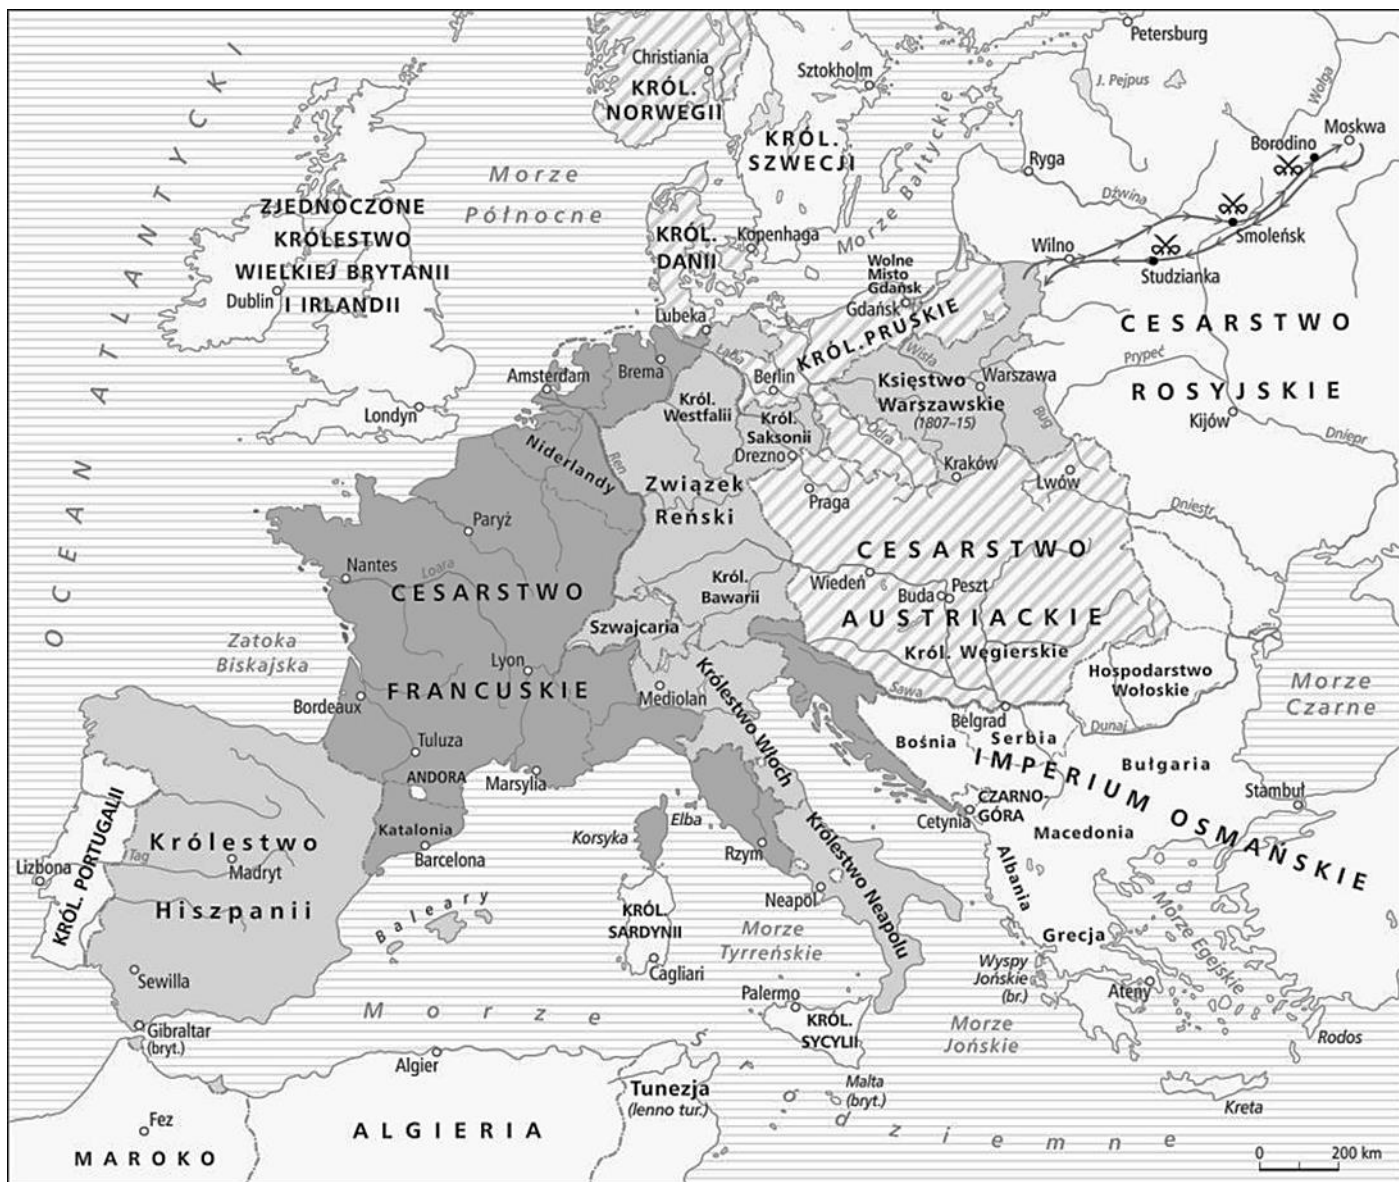 Christiania
KRÓL.
NORWEGII
Sztokholm
KRÓL.
SZWECJI
Petersburg
J. Pejpus
Wołga
Borodino
Moskwa
Ryga
Dźwina
Smoleńsk
Wilno
Studzianka
OCEAN ATLANTYCKI
Morze
Północne
Morze Bałtyckie
ZJEDNOCZONE
KRÓLESTWO
WIELKIEJ BRYTANII
I IRLANDII
Dublin
Londyn
KRÓL.
DANII
Kopenhaga
Lubeka
Wolne
Misto
Gdańsk
Gdańsk
KRÓL. PRUSKIE
CESARSTWO
ROSYJSKIE
Prypeć
Kijów
Dniepr
Dniestr
Amsterdam
Brema
Łaba
Berlin
Wisła
Księstwo
Warszawskie
(1807–15)
Warszawa
Bug
Król.
Westfalii
Król.
Saksonii
Drezno
Odra
Kraków
Lwów
Niderlandy
Ren
Związek
Reński
Praga
Paryż
Nantes
Loara
CESARSTWO
FRANCUSKIE
CESARSTWO
AUSTRIACKIE
Wiedeń
Buda
Peszt
Król. Węgierskie
Król.
Bawarii
Szwajcaria
Zatoka
Biskajska
Lyon
Bordeaux
Tuluza
Marsylia
ANDORA
Katalonia
Barcelona
Mediolan
Królestwo Włoch
Sawa
Belgrad
Hospodarstwo
Wołoskie
Dunaj
Morze
Czarne
Bośnia
Serbia
Bułgaria
IMPERIUM OSMAŃSKIE
CZARNO-
GÓRA
Cetynia
Macedonia
Stambuł
Albania
Grecja
Korsyka
Elba
Rzym
Neapol
Królestwo Neapolu
KRÓL. PORTUGALII
Lizbona
Tag
Królestwo
Hiszpanii
Madryt
Sewilla
Gibraltar
(bryt.)
Baleary
KRÓL.
SARDYNII
Cagliari
Morze
Tyrreńskie
Palermo
KRÓL.
SYCYLII
Malta
(bryt.)
Wyspy
Jońskie
(br.)
Morze
Jońskie
Ateny
Morze Egejskie
Rodos
Kreta
Morze Śródziemne
Algier
Tunezja
(lenno tur.)
Fez
MAROKO
ALGIERIA
0 200 km